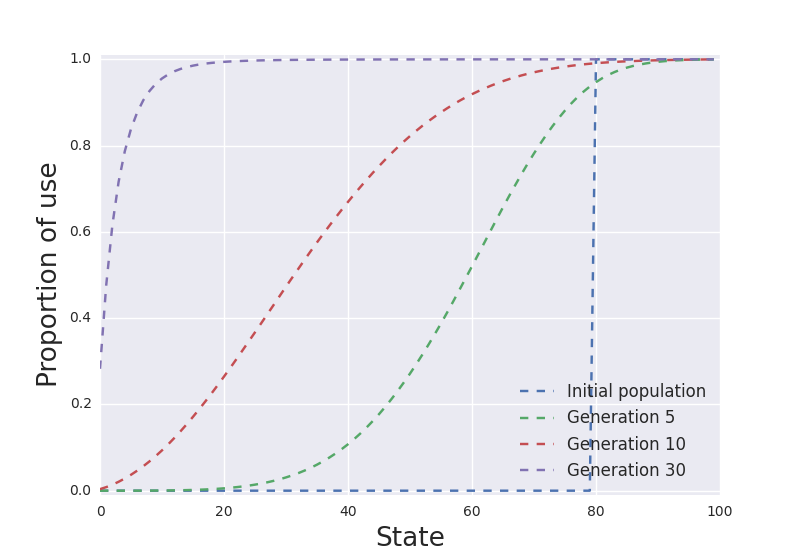 1.0
0.8
0.6
0.4
0.2
0.0
Proportion of use
Initial population
Generation 5
Generation 10
Generation 30
0 20 40 60 80 100
State